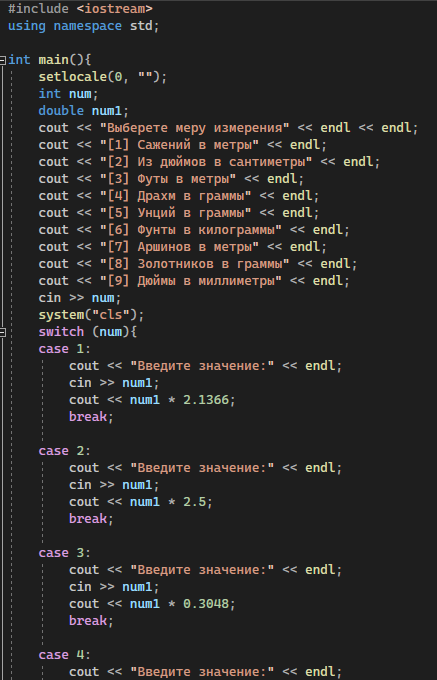 #include <iostream>
using namespace std;
int main(){
setlocale(0, "");
int num;
double num1;
cout << "Выберете меру измерения" << endl << endl;
cout << "[1] Сажений в метры" << endl;
cout << "[2] Из дюймов в сантиметры" << endl;
cout << "[3] Футы в метры" << endl;
cout << "[4] Драхм в граммы" << endl;
cout << "[5] Унций в граммы" << endl;
cout << "[6] Фунты в килограммы" << endl;
cout << "[7] Аршинов в метры" << endl;
cout << "[8] Золотников в граммы" << endl;
cout << "[9] Дюймы в миллиметры" << endl;
cin >> num;
system("cls");
switch (num){
case 1:
cout << "Введите значение:" << endl;
cin >> num1;
cout << num1 * 2.1366;
break;
case 2:
cout << "Введите значение:" << endl;
cin >> num1;
cout << num1 * 2.5;
break;
case 3:
cout << "Введите значение:" << endl;
cin >> num1;
cout << num1 * 0.3048;
break;
case 4:
cout << "Введите значение:" << endl;